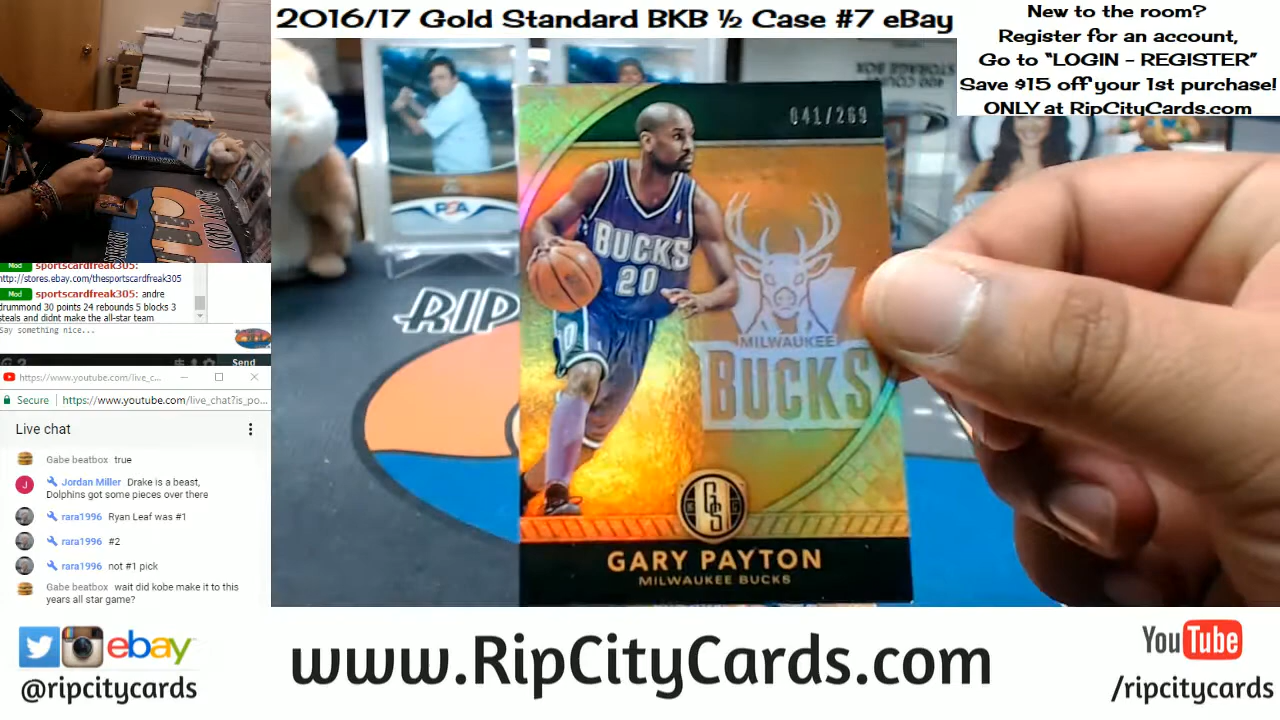 2016/17 Gold Standard BKB ½ Case #7 eBay
New to the room?
Register for an account,
Go to "LOGIN - REGISTER"
Save $15 off your 1st purchase!
ONLY at RipCityCards.com
041/269
BUCKS
20
MILWAUKEE
BUCKS
GS
GARY PAYTON
MILWAUKEE BUCKS
PSA
RIP
Mod sportscardfreak305:
http://stores.ebay.com/thesportscardfreak305
Mod sportscardfreak305: andre
drummond 30 points 24 rebounds 5 blocks 3
steals and didnt make the all-star team
Say something nice...
Send
https://www.youtube.com/live_c...
Secure https://www.youtube.com/live_chat?is_po...
Live chat
Gabe beatbox true
J Jordan Miller Drake is a beast,
Dolphins got some pieces over there
rara1996 Ryan Leaf was #1
rara1996 #2
rara1996 not #1 pick
Gabe beatbox wait did kobe make it to this
years all star game?
ebay
@ripcitycards
www.RipCityCards.com
YouTube
/ripcitycards